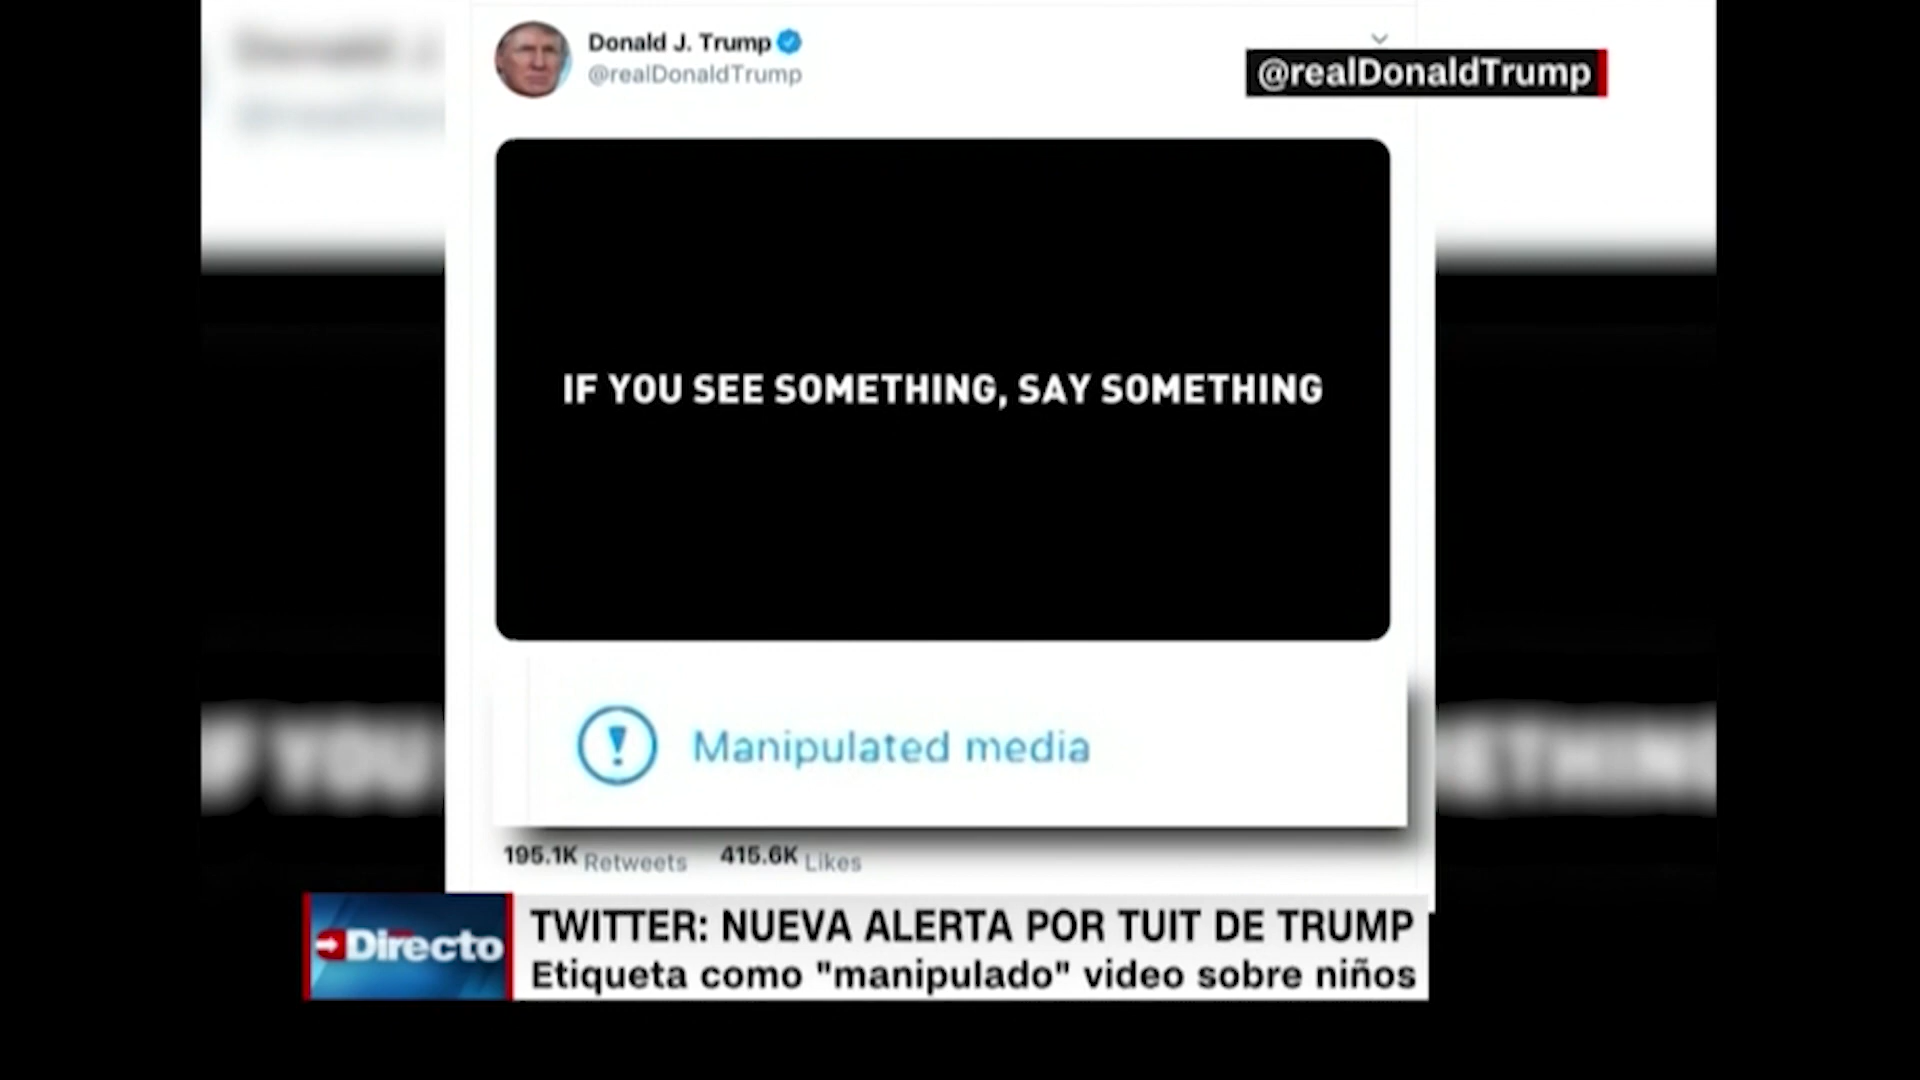 Donald J. Trump
@realDonaldTrump
@realDonaldTrump
IF YOU SEE SOMETHING, SAY SOMETHING
Manipulated media
195.1K Retweets 415.6K Likes
Directo
TWITTER: NUEVA ALERTA POR TUIT DE TRUMP
Etiqueta como "manipulado" video sobre niños